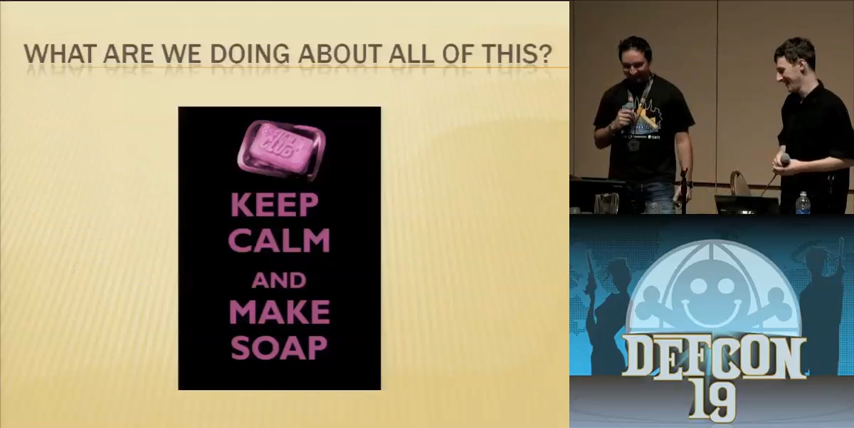 WHAT ARE WE DOING ABOUT ALL OF THIS?
KEEP
CALM
AND
MAKE
SOAP
DEFCON
19